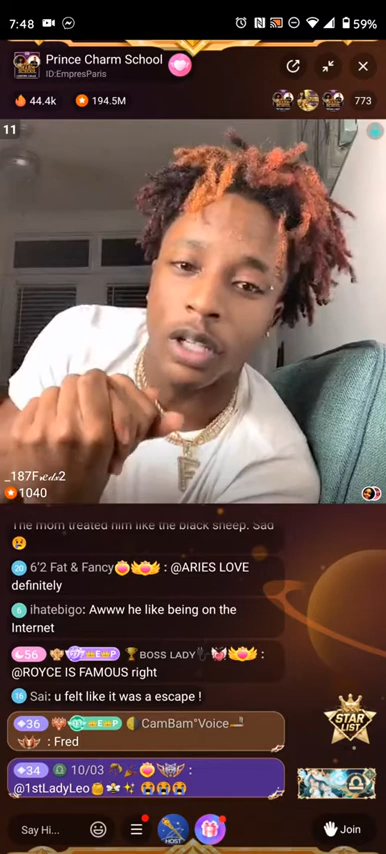 7:48
59%
Prince Charm School
ID:EmpresParis
44.4k
194.5M
773
11
_187Fredo2
1040
The mom treated him like the black sheep. Sad
😢
20 6'2 Fat & Fancy : @ARIES LOVE
definitely
6 ihatebigo: Awww he like being on the
Internet
56 E P BOSS LADY :
@ROYCE IS FAMOUS right
16 Sai: u felt like it was a escape !
36 E P CamBam°Voice
: Fred
34 10/03 :
@1stLadyLeo 😭😭😭
STAR
LIST
Say Hi...
HOST
Join